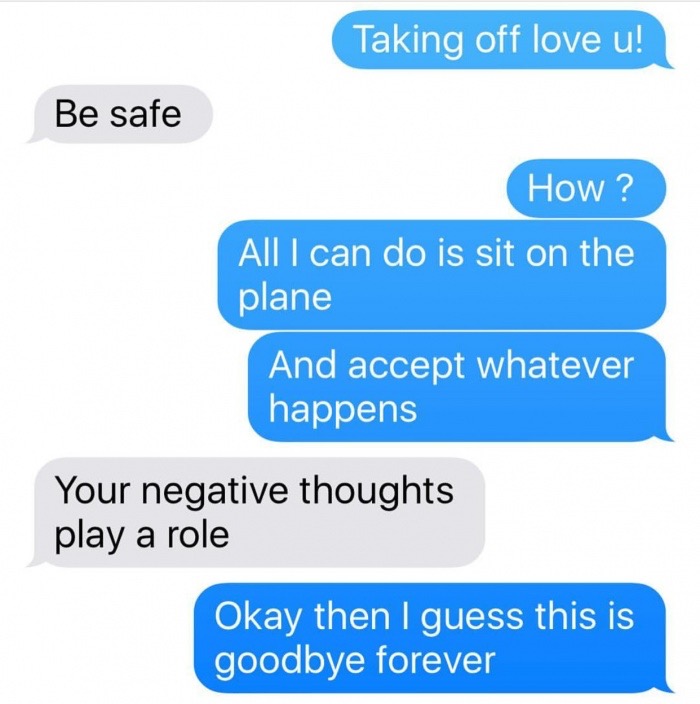 Taking off love u!
Be safe
How ?
All I can do is sit on the
plane
And accept whatever
happens
Your negative thoughts
play a role
Okay then I guess this is
goodbye forever